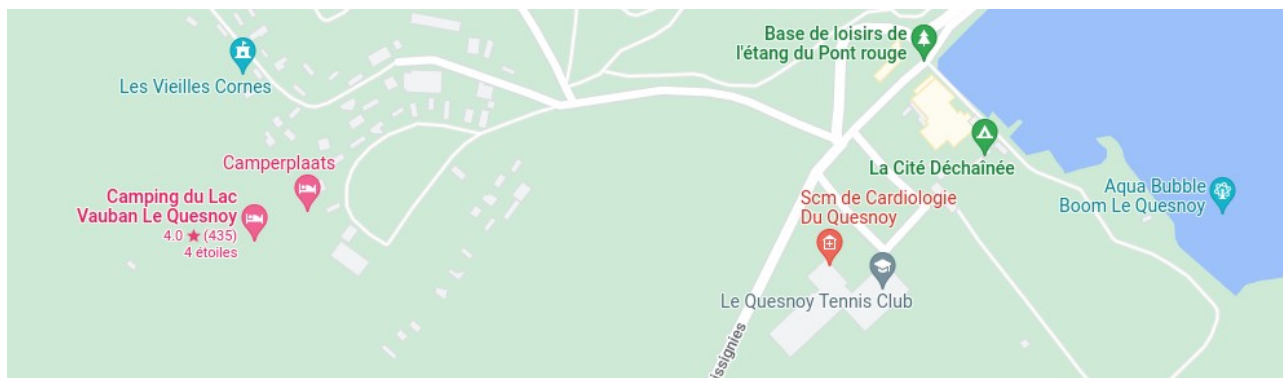 Base de loisirs de
l'étang du Pont rouge
Les Vieilles Cornes
Camperplaats
La Cité Déchaînée
Camping du Lac
Vauban Le Quesnoy
4.0 ★ (435)
4 étoiles
Scm de Cardiologie
Du Quesnoy
Aqua Bubble
Boom Le Quesnoy
Le Quesnoy Tennis Club
issignies